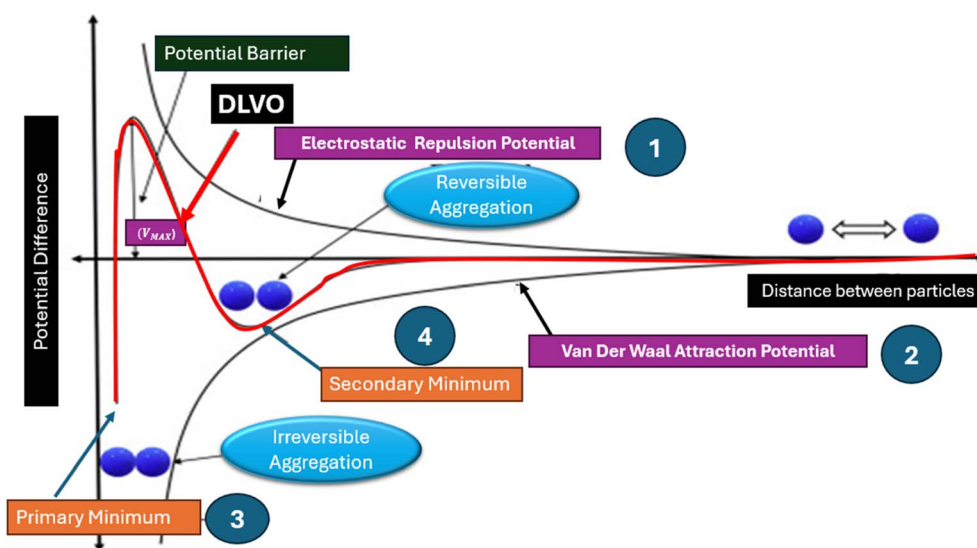 Potential Barrier
DLVO
Electrostatic Repulsion Potential
1
Reversible
Aggregation
Potential Difference
(V_MAX)
Distance between particles
4
Van Der Waal Attraction Potential
2
Secondary Minimum
Irreversible
Aggregation
Primary Minimum
3